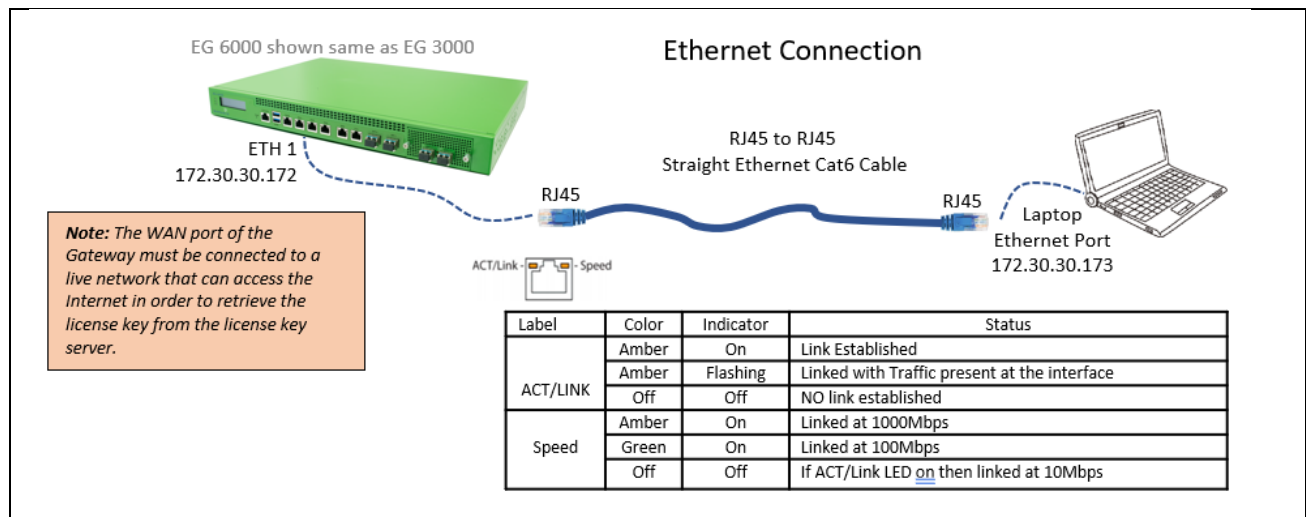 EG 6000 shown same as EG 3000
Ethernet Connection
ETH 1
172.30.30.172
RJ45 to RJ45
Straight Ethernet Cat6 Cable
RJ45
RJ45
Laptop
Ethernet Port
172.30.30.173
Note: The WAN port of the
Gateway must be connected to a
live network that can access the
Internet in order to retrieve the
license key from the license key
server.
ACT/Link - - Speed
Label Color Indicator Status
ACT/LINK Amber On Link Established
Amber Flashing Linked with Traffic present at the interface
Off Off NO link established
Speed Amber On Linked at 1000Mbps
Green On Linked at 100Mbps
Off Off If ACT/Link LED on then linked at 10Mbps